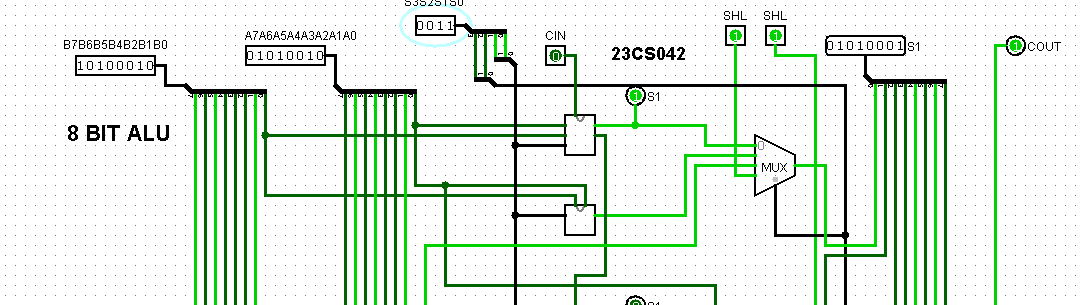 S3S2S1S0
0011
SHL SHL
B7B6B5B4B2B1B0
A7A6A5A4A3A2A1A0
CIN
23CS042
01010001 S1
1 COUT
10100010
01010010
0
1
1
1 S1
8 BIT ALU
0
MUX
S1